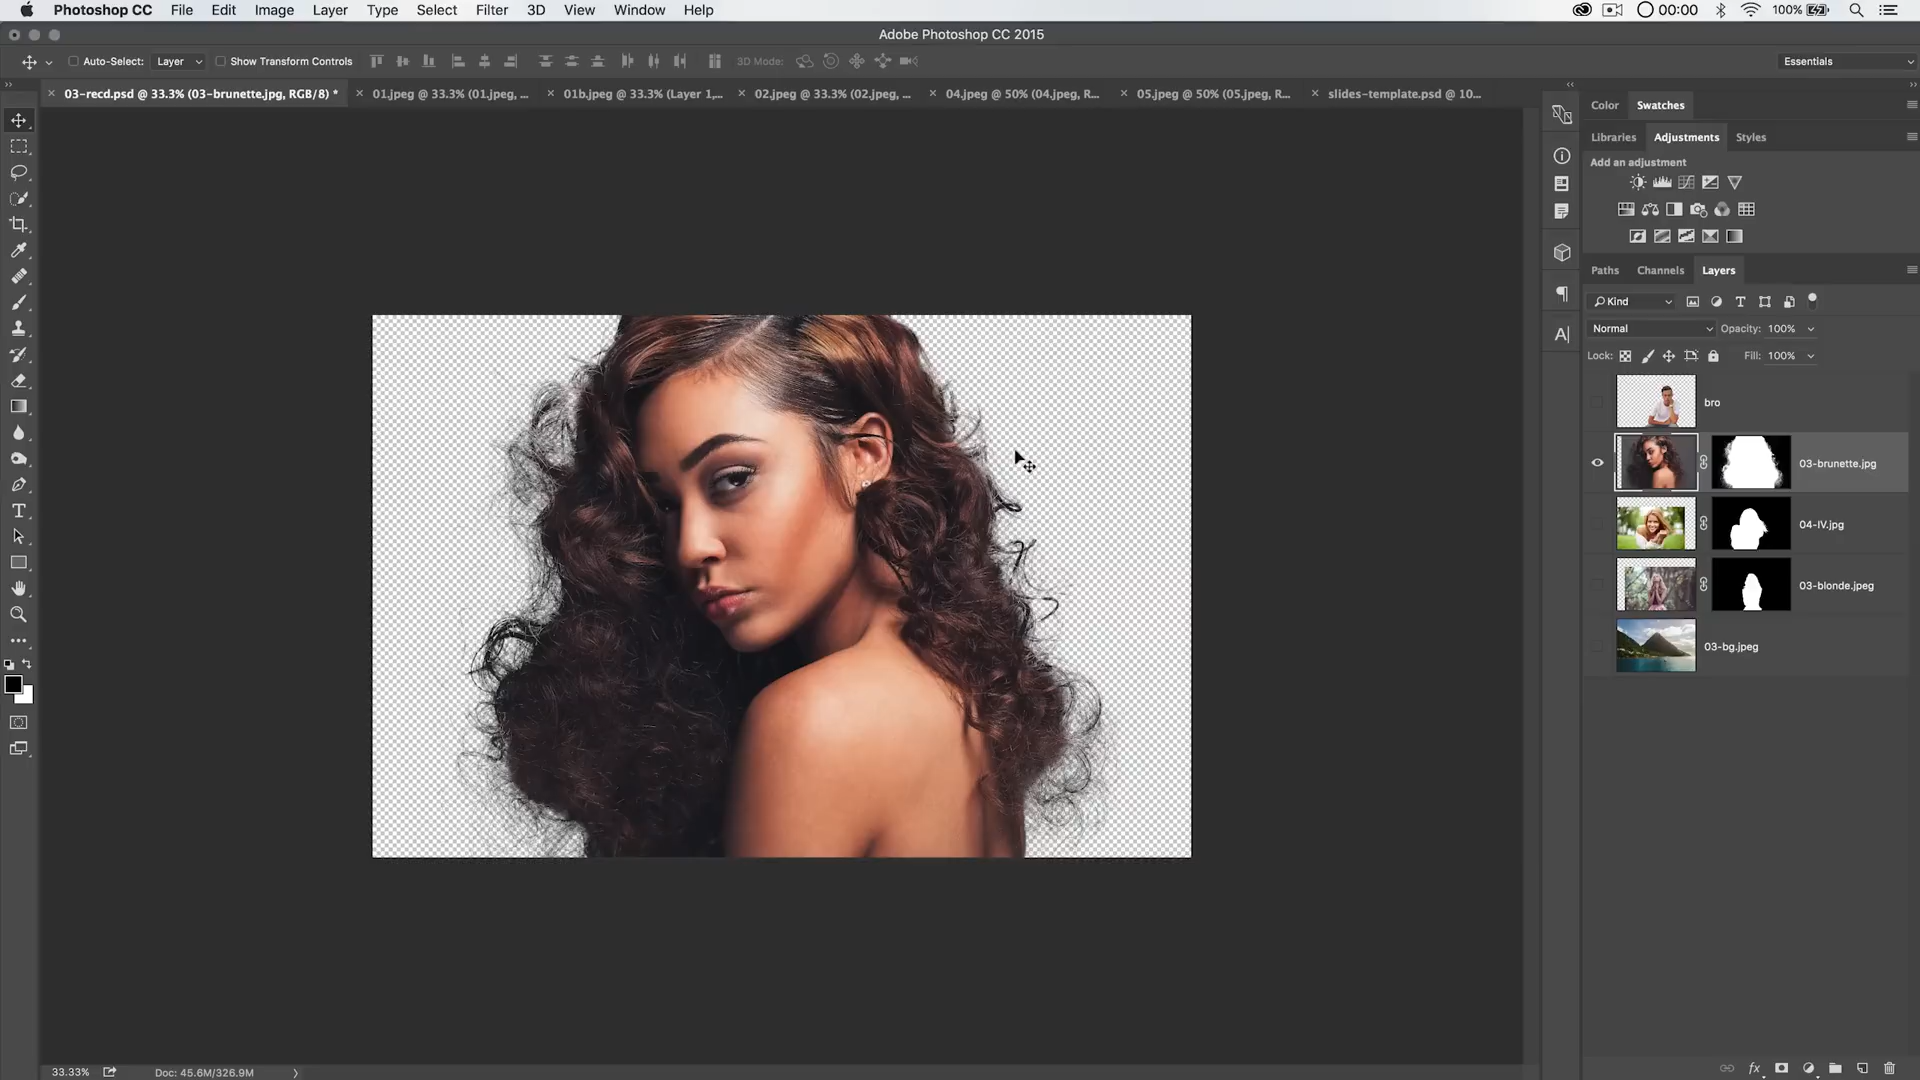 Photoshop CC File Edit Image Layer Type Select Filter 3D View Window Help 00:00 100%
Adobe Photoshop CC 2015
Auto-Select: Layer Show Transform Controls 3D Mode: Essentials
03-recd.psd @ 33.3% (03-brunette.jpg, RGB/8) * 01.jpeg @ 33.3% (01.jpeg, ... 01b.jpeg @ 33.3% (Layer 1,... 02.jpeg @ 33.3% (02.jpeg, ... 04.jpeg @ 50% (04.jpeg, R... 05.jpeg @ 50% (05.jpeg, R... slides-template.psd @ 10...
Color Swatches
Libraries Adjustments Styles
Add an adjustment
Paths Channels Layers
Kind
Normal Opacity: 100%
Lock: Fill: 100%
bro
03-brunette.jpg
04-IV.jpg
03-blonde.jpeg
03-bg.jpeg
33.33% Doc: 45.6M/326.9M